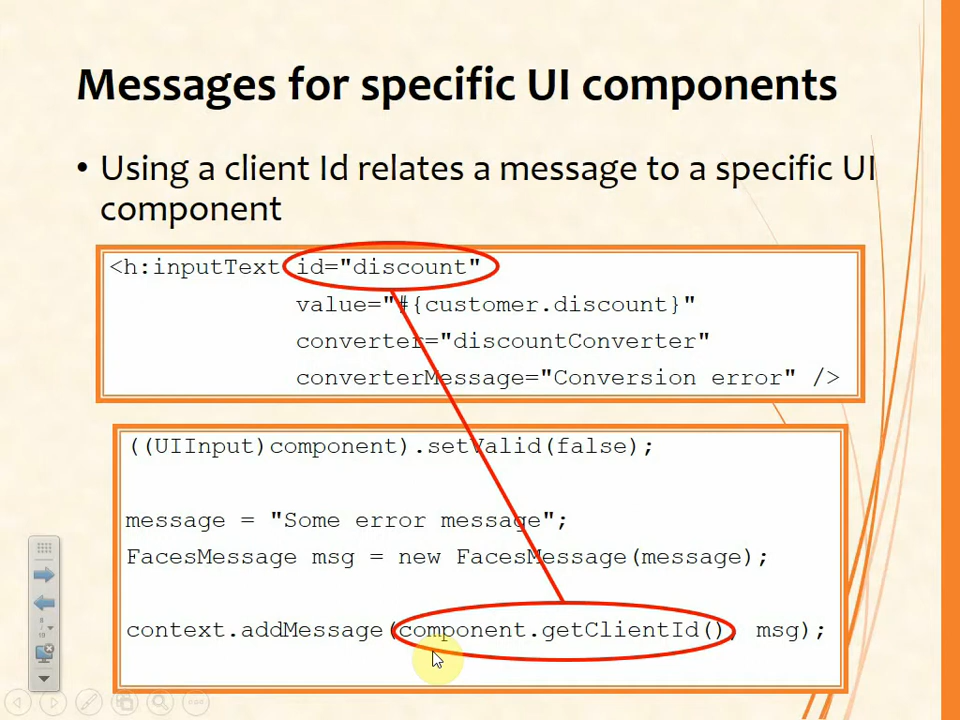 Messages for specific UI components
• Using a client Id relates a message to a specific UI
component
<h:inputText id="discount"
value="#{customer.discount}"
converter="discountConverter"
converterMessage="Conversion error" />
((UIInput)component).setValid(false);
message = "Some error message";
FacesMessage msg = new FacesMessage(message);
context.addMessage(component.getClientId(), msg);